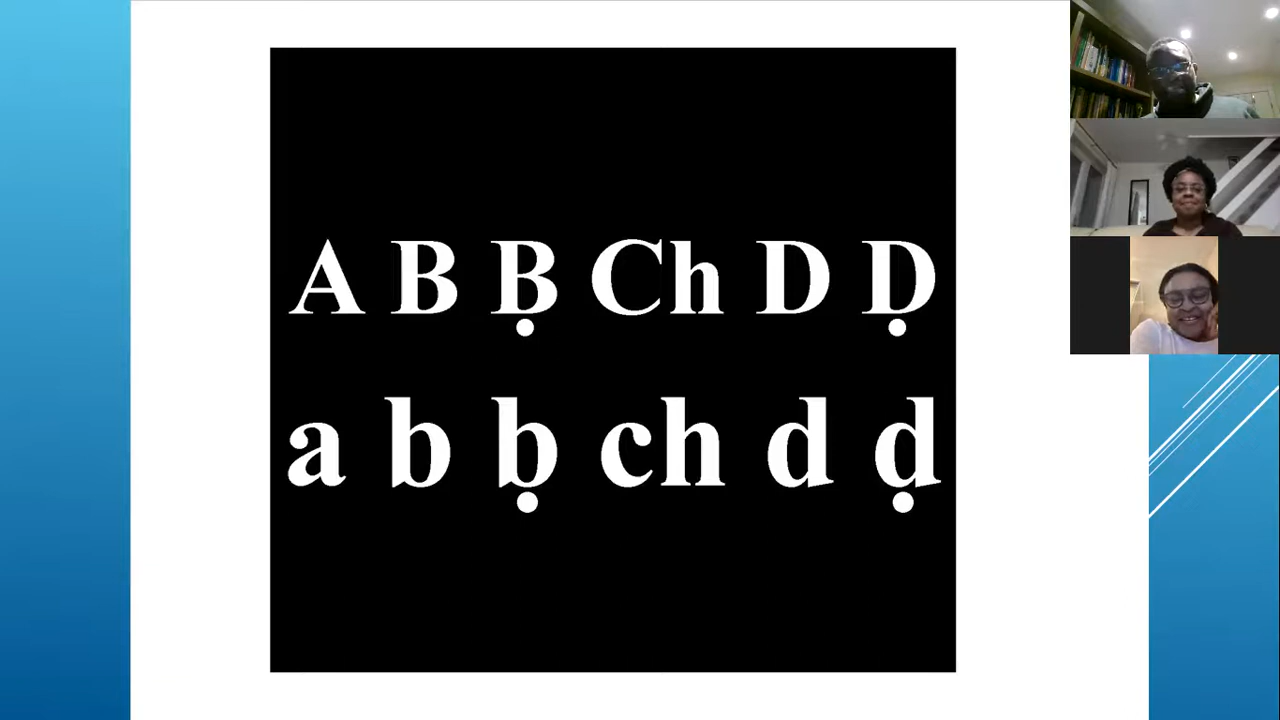 A B Ḅ Ch D Ḍ
a b ḅ ch d ḍ